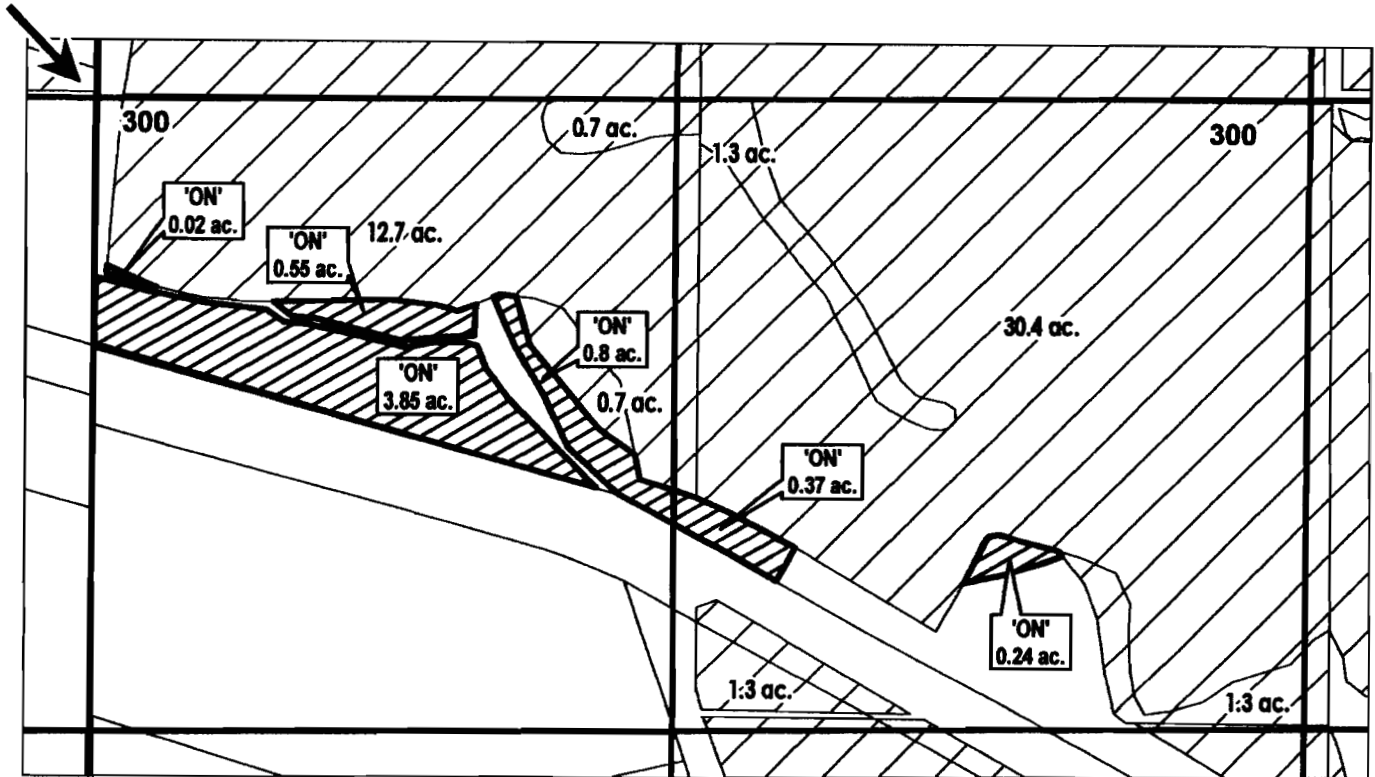 300
0.7 ac.
1.3 ac.
300
'ON'
0.02 ac.
12.7 ac.
'ON'
0.55 ac.
'ON'
0.8 ac.
30.4 ac.
'ON'
3.85 ac.
0.7 ac.
'ON'
0.37 ac.
'ON'
0.24 ac.
1.3 ac.
1.3 ac.